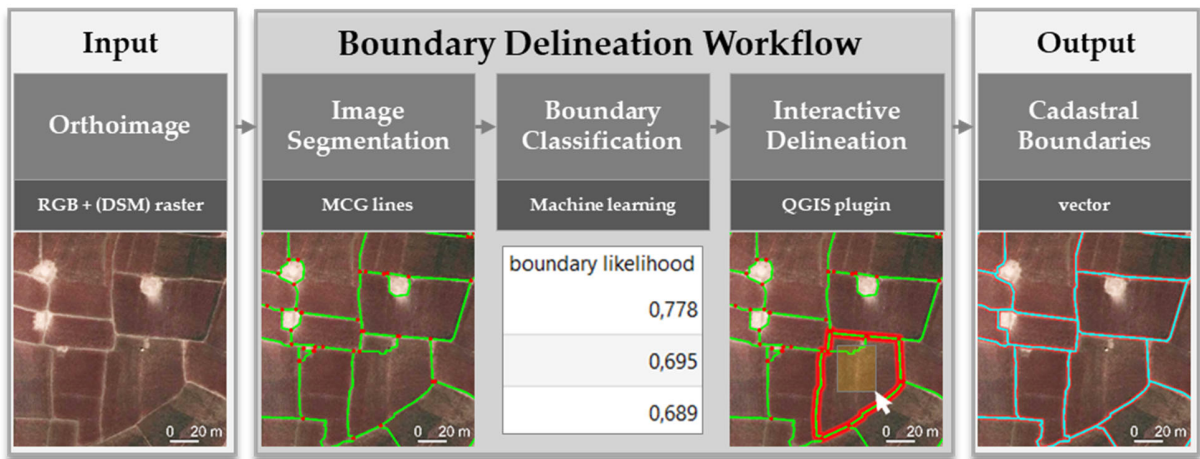 Input
Boundary Delineation Workflow
Output
Orthoimage
Image
Segmentation
Boundary
Classification
Interactive
Delineation
Cadastral
Boundaries
RGB + (DSM) raster
MCG lines
Machine learning
QGIS plugin
vector
boundary likelihood
0,778
0,695
0,689
0 20 m
0 20 m
0 20 m
0 20 m